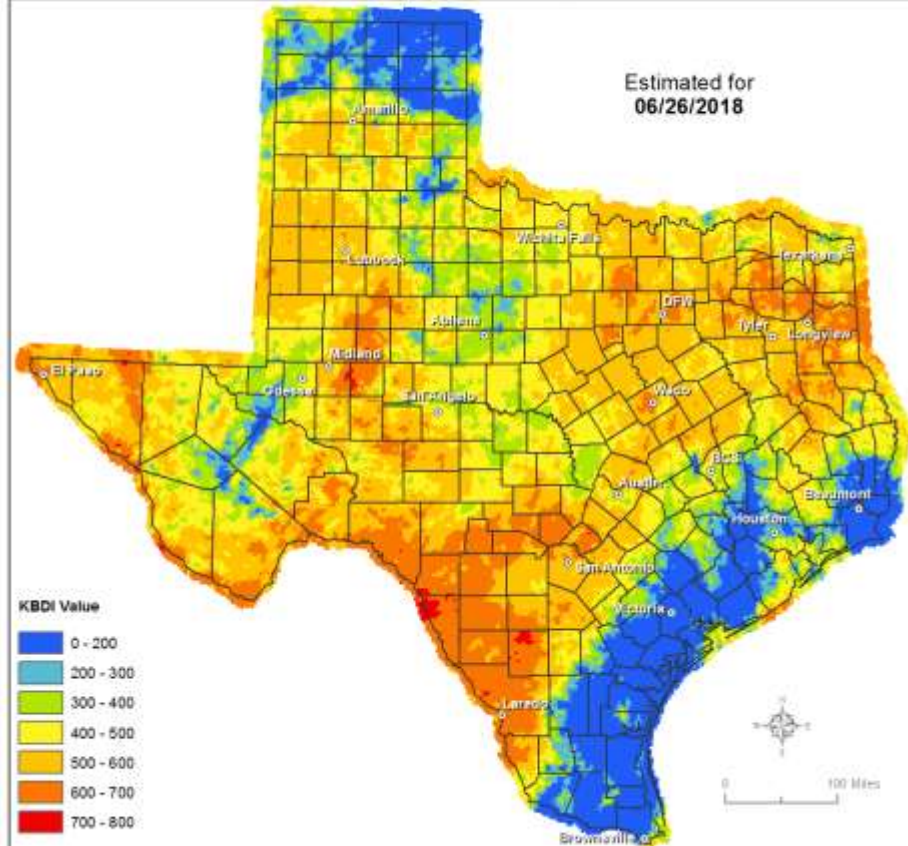 Estimated for
06/26/2018
Amarillo
Wichita Falls
Texarkana
Lubbock
DFW
Abilene
Tyler
Longview
Midland
El Paso
Odessa
San Angelo
Waco
BCS
Austin
Beaumont
Houston
San Antonio
Victoria
KBDI Value
0 - 200
200 - 300
300 - 400
400 - 500
500 - 600
600 - 700
700 - 800
Laredo
0
100 Miles
Brownsville